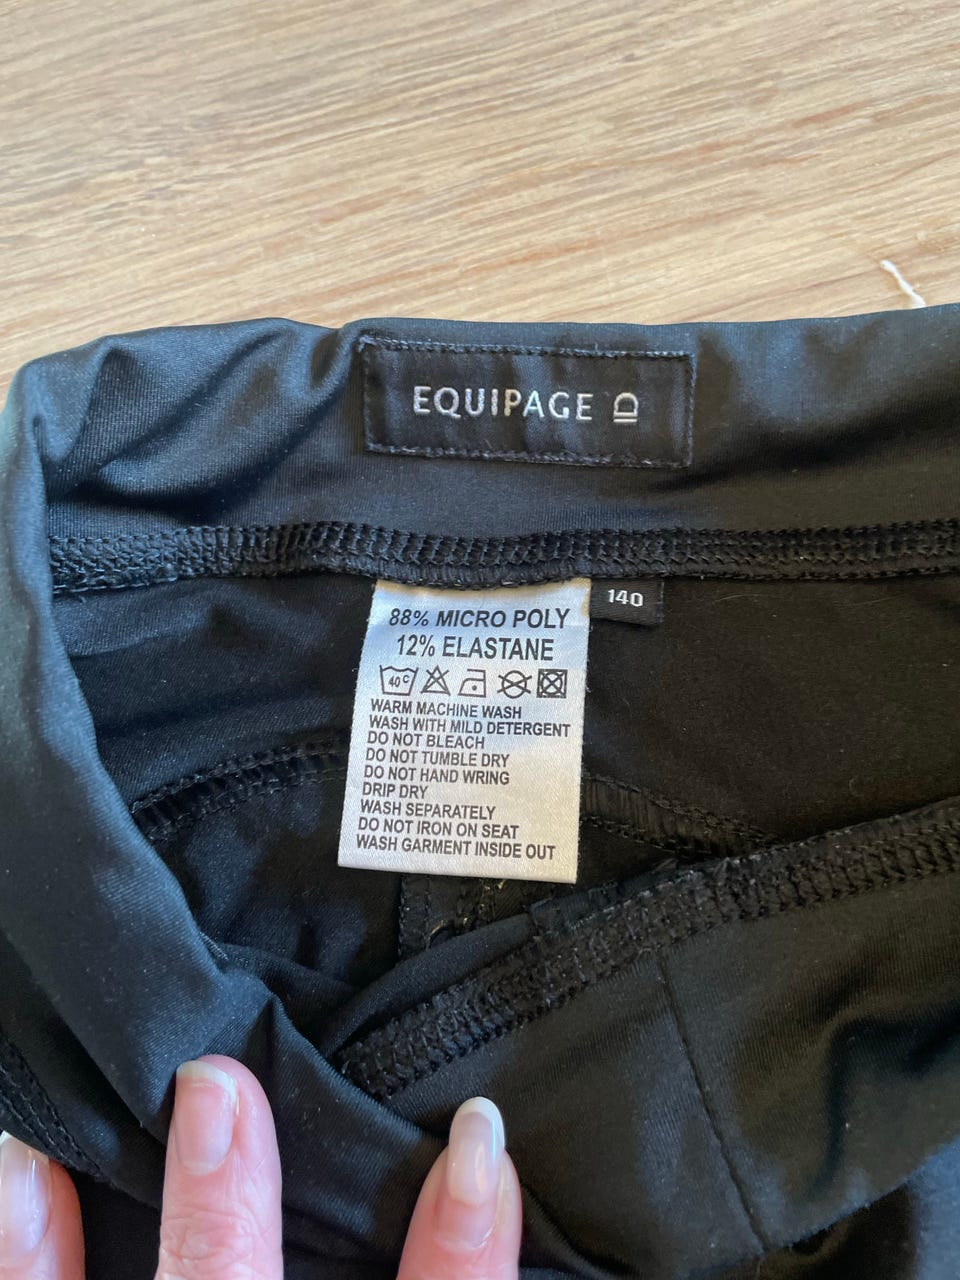 EQUIPAGE
140
88% MICRO POLY
12% ELASTANE
40°C
WARM MACHINE WASH
WASH WITH MILD DETERGENT
DO NOT BLEACH
DO NOT TUMBLE DRY
DO NOT HAND WRING
DRIP DRY
WASH SEPARATELY
DO NOT IRON ON SEAT
WASH GARMENT INSIDE OUT